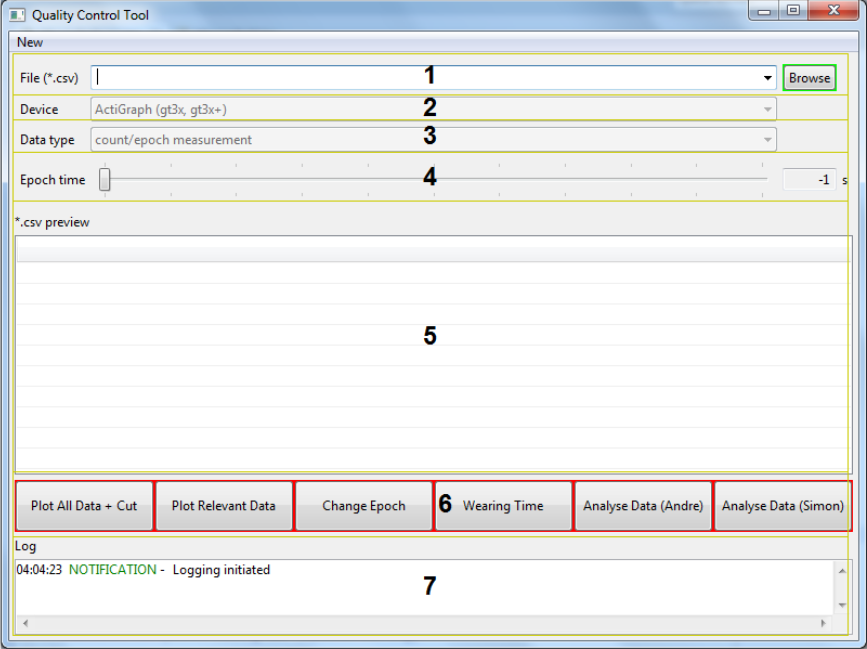 Quality Control Tool
New
File (*.csv) 1 Browse
Device ActiGraph (gt3x, gt3x+) 2
Data type count/epoch measurement 3
Epoch time 4 -1 s
*.csv preview
5
Plot All Data + Cut Plot Relevant Data Change Epoch 6 Wearing Time Analyse Data (Andre) Analyse Data (Simon)
Log
04:04:23 NOTIFICATION - Logging initiated
7